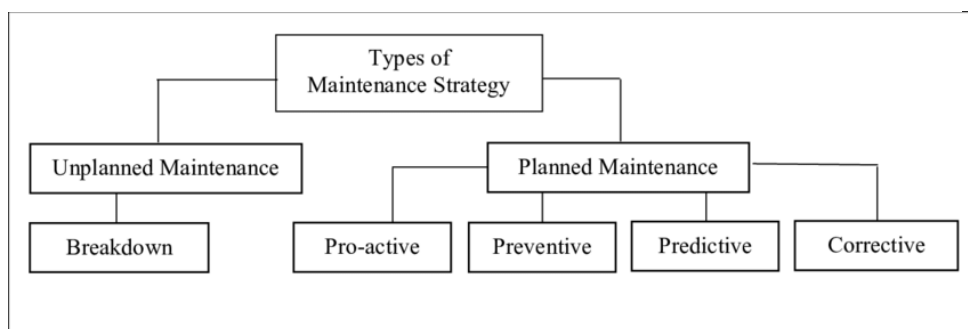 Types of
Maintenance Strategy
Unplanned Maintenance
Planned Maintenance
Breakdown
Pro-active
Preventive
Predictive
Corrective